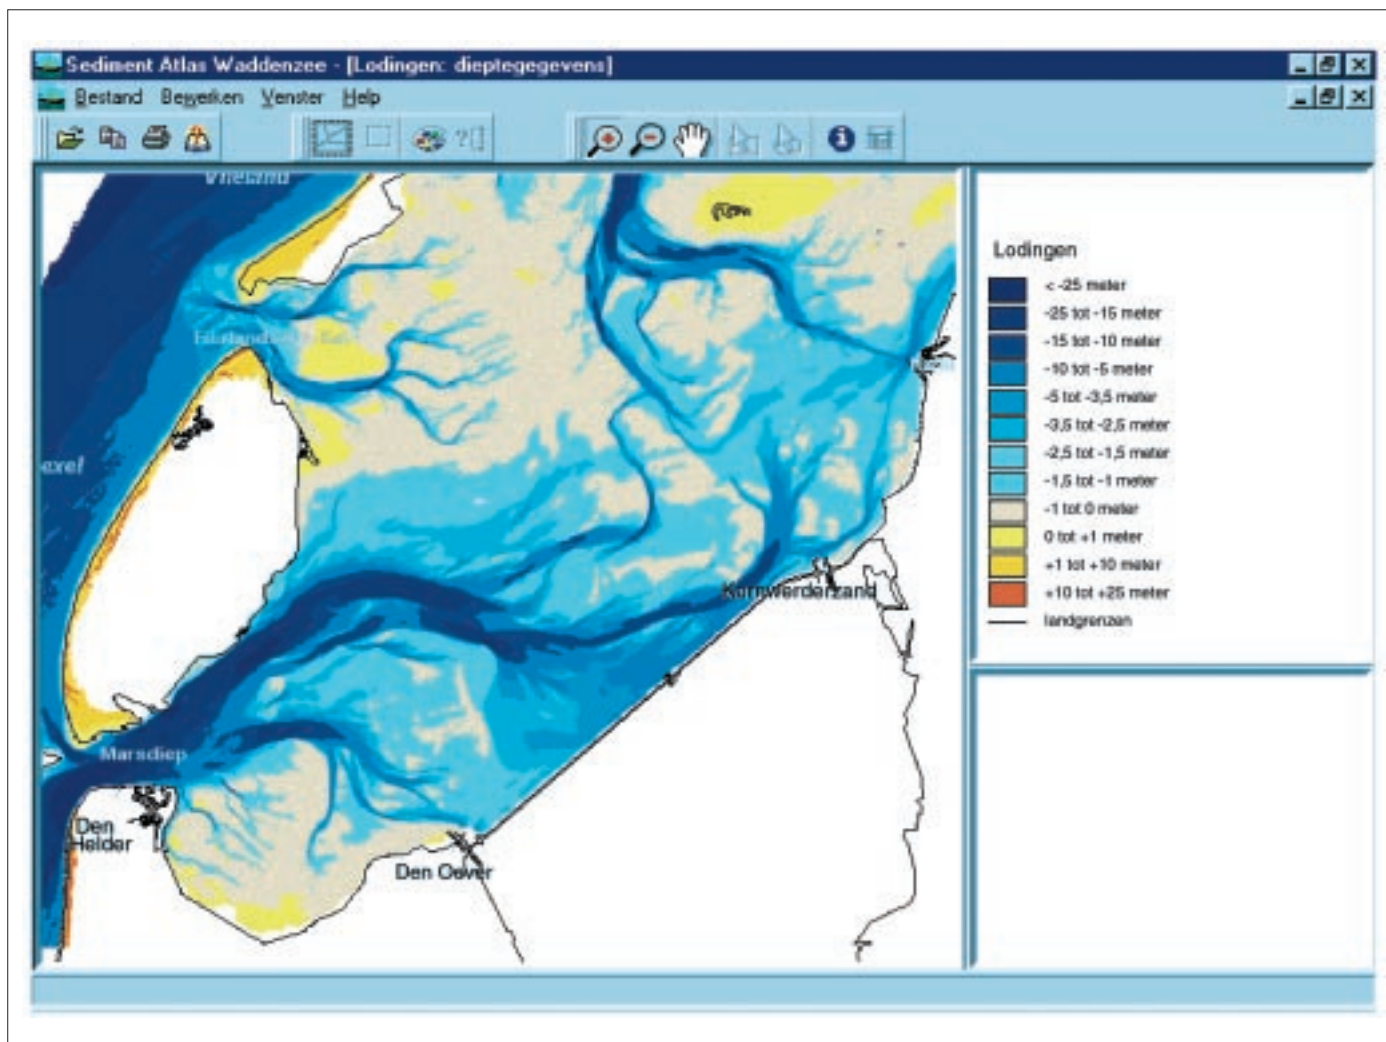 Sediment Atlas Waddenzee - [Lodingen: dieptegegevens]
Bestand Bewerken Venster Help
Vlieland
exel
Marsdiep
Den
Helder
Den Oever
Kornwerderzand
Lodingen
< -25 meter
-25 tot -15 meter
-15 tot -10 meter
-10 tot -5 meter
-5 tot -3,5 meter
-3,5 tot -2,5 meter
-2,5 tot -1,5 meter
-1,5 tot -1 meter
-1 tot 0 meter
0 tot +1 meter
+1 tot +10 meter
+10 tot +25 meter
landgrenzen